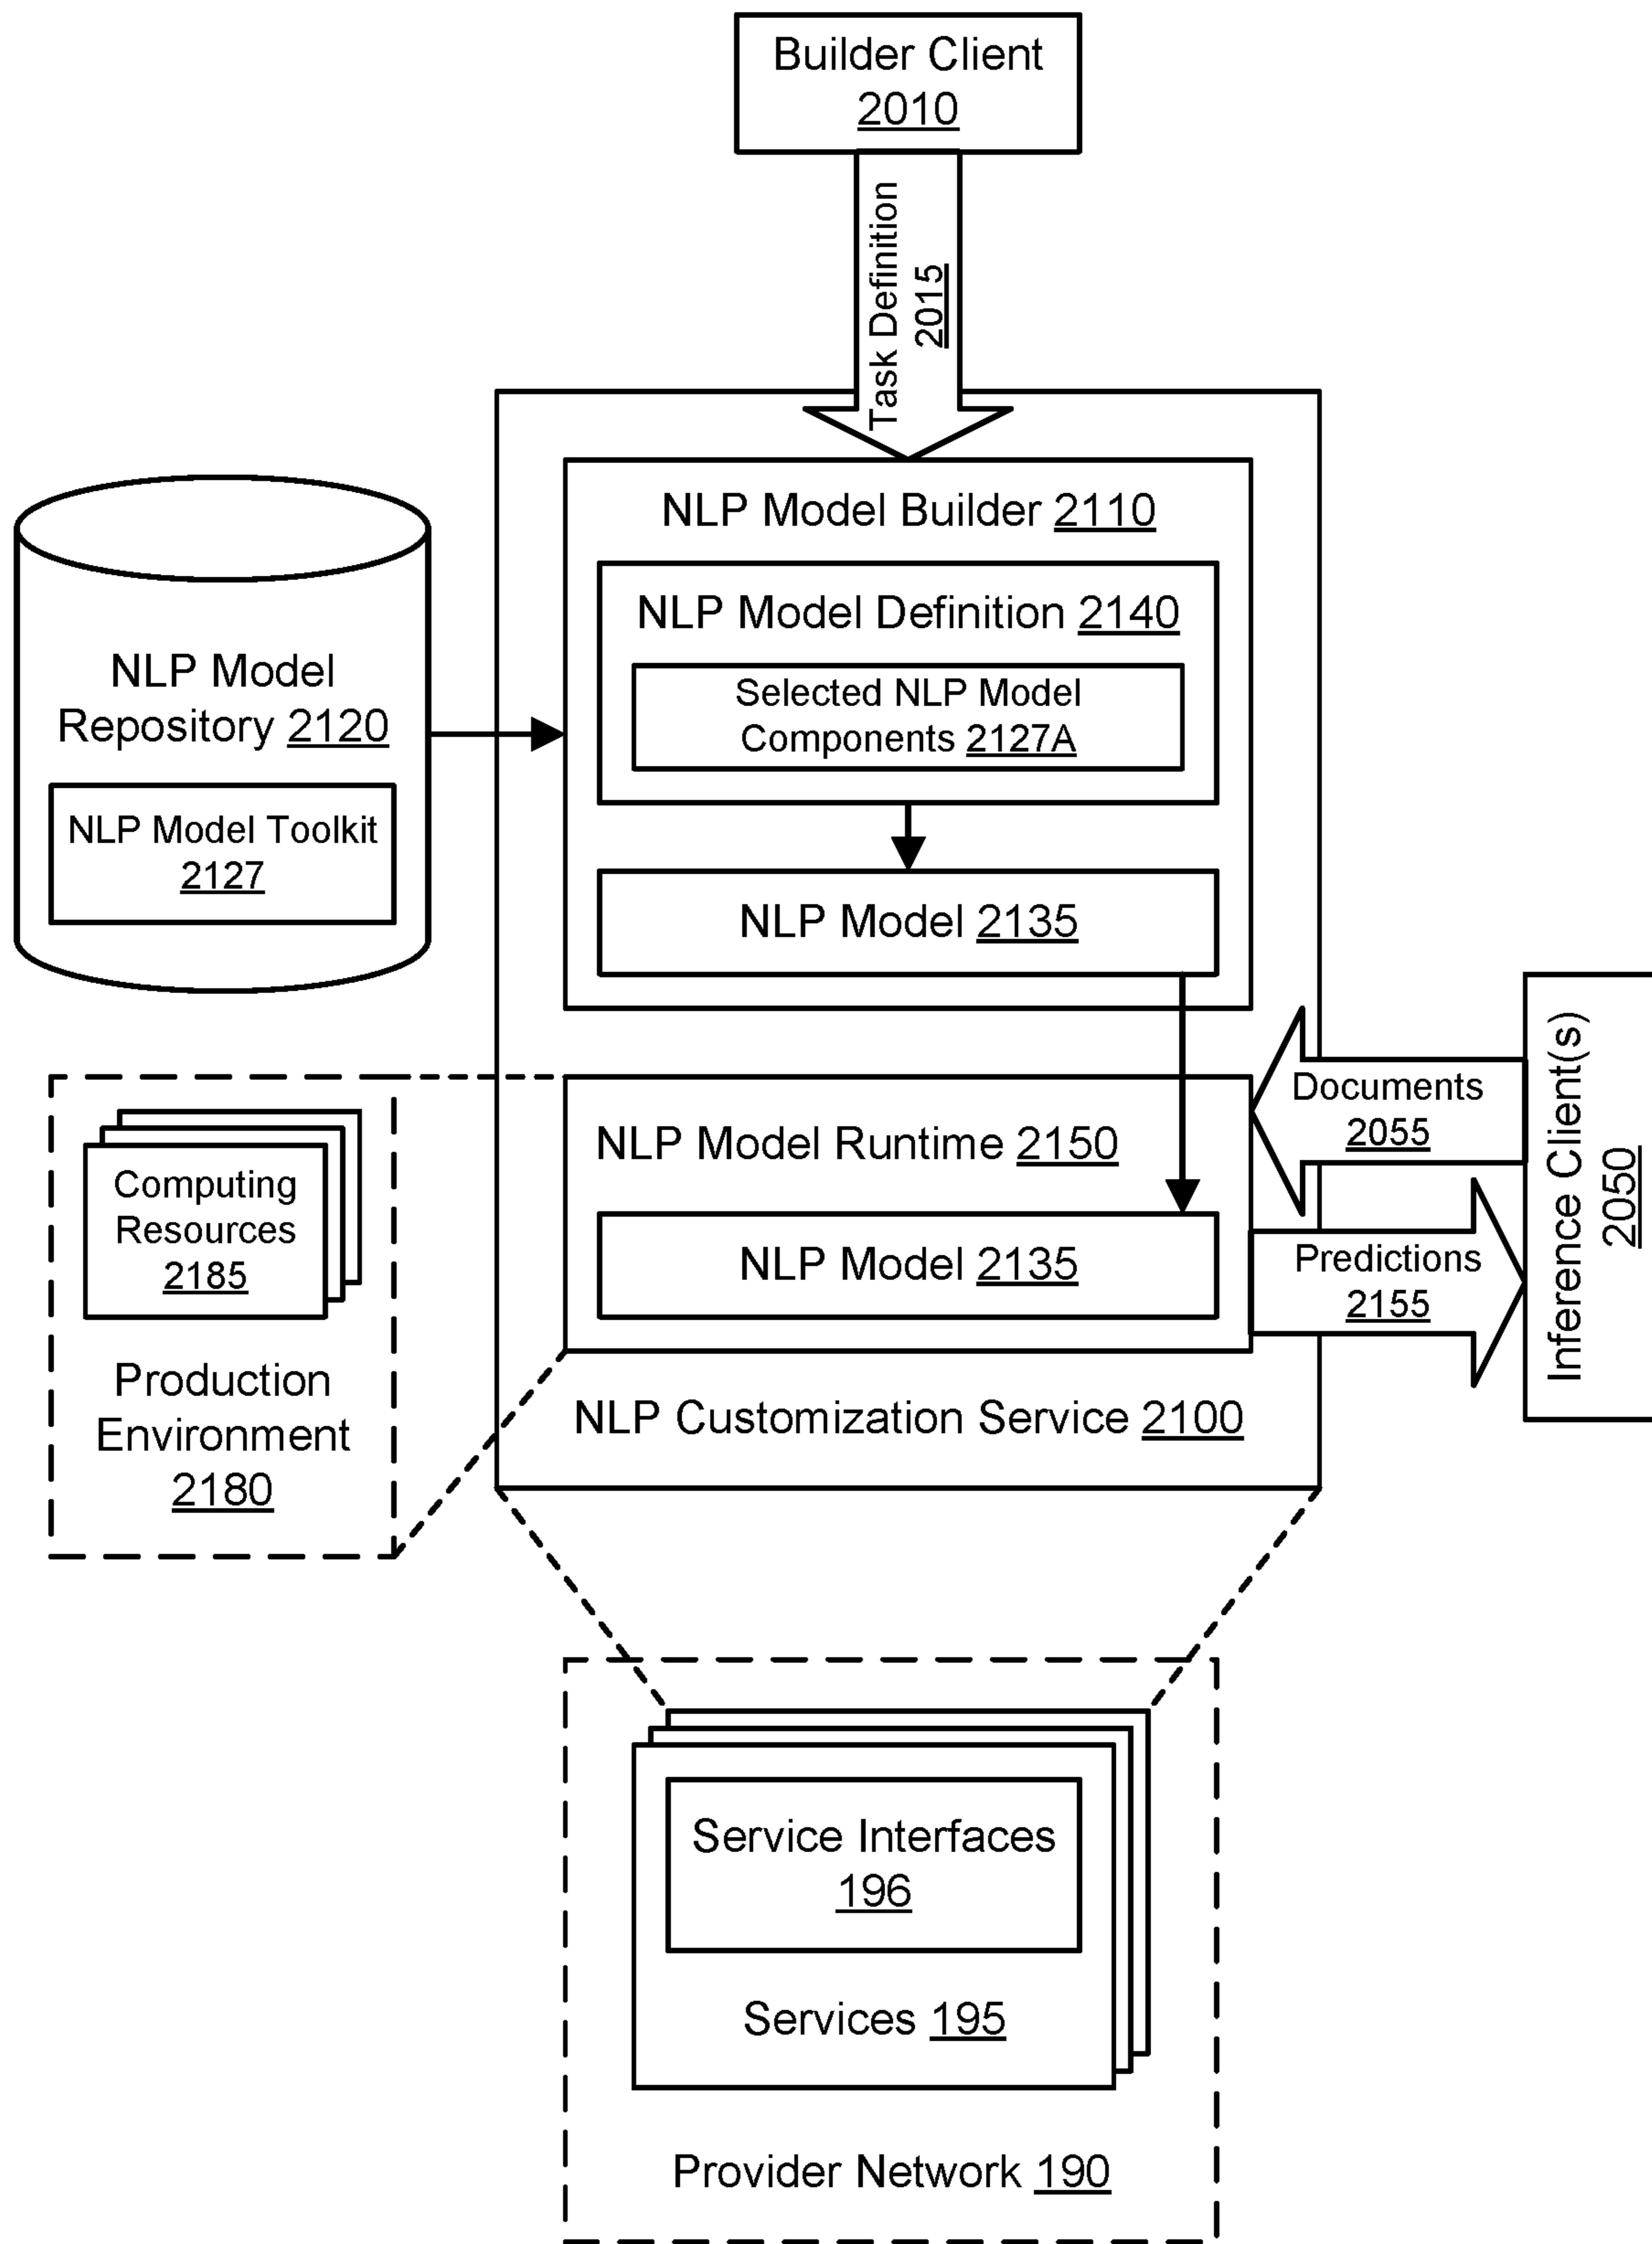 Builder Client
2010
Task Definition
2015
NLP Model Builder 2110
NLP Model Definition 2140
Selected NLP Model
Components 2127A
NLP Model
Repository 2120
NLP Model Toolkit
2127
NLP Model 2135
Documents
2055
Inference Client(s)
2050
Computing
Resources
2185
NLP Model Runtime 2150
NLP Model 2135
Predictions
2155
Production
Environment
2180
NLP Customization Service 2100
Service Interfaces
196
Services 195
Provider Network 190